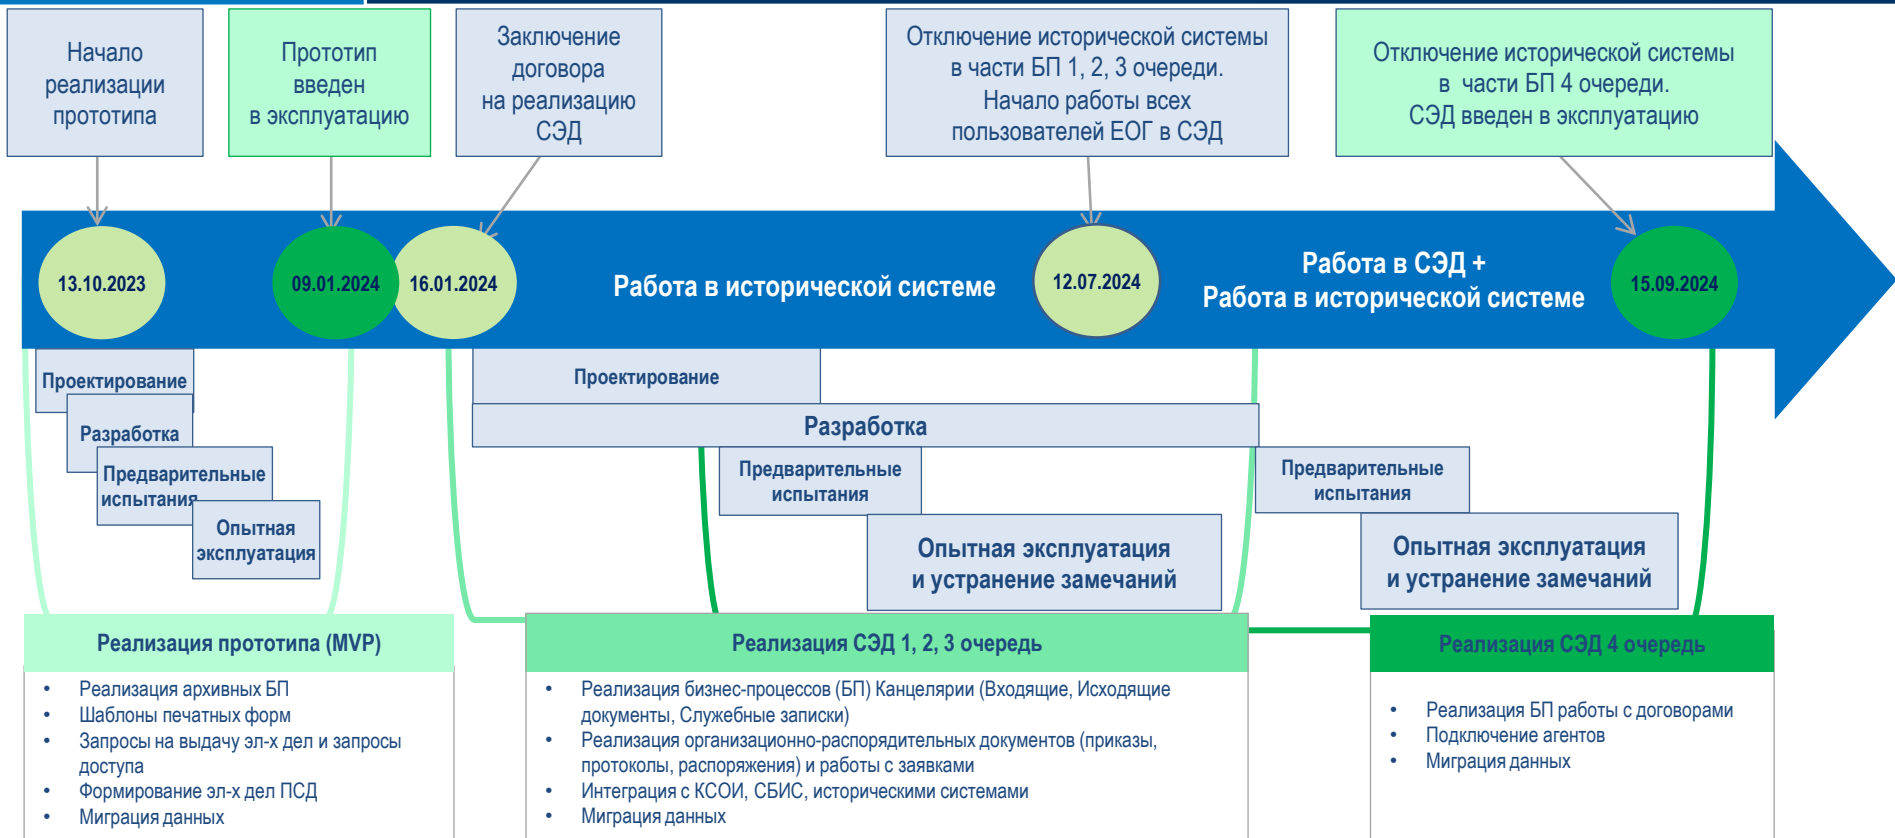 Начало
реализации
прототипа
Прототип
введен
в эксплуатацию
Заключение
договора
на реализацию
СЭД
Отключение исторической системы
в части БП 1, 2, 3 очереди.
Начало работы всех
пользователей ЕОГ в СЭД
Отключение исторической системы
в части БП 4 очереди.
СЭД введен в эксплуатацию
13.10.2023
09.01.2024
16.01.2024
Работа в исторической системе
12.07.2024
Работа в СЭД +
Работа в исторической системе
15.09.2024
Проектирование
Разработка
Предварительные
испытания
Опытная
эксплуатация
Проектирование
Разработка
Предварительные
испытания
Опытная эксплуатация
и устранение замечаний
Предварительные
испытания
Опытная эксплуатация
и устранение замечаний
Реализация прототипа (MVP)
• Реализация архивных БП
• Шаблоны печатных форм
• Запросы на выдачу эл-х дел и запросы
доступа
• Формирование эл-х дел ПСД
• Миграция данных
Реализация СЭД 1, 2, 3 очередь
• Реализация бизнес-процессов (БП) Канцелярии (Входящие, Исходящие
документы, Служебные записки)
• Реализация организационно-распорядительных документов (приказы,
протоколы, распоряжения) и работы с заявками
• Интеграция с КСОИ, СБИС, историческими системами
• Миграция данных
Реализация СЭД 4 очередь
• Реализация БП работы с договорами
• Подключение агентов
• Миграция данных